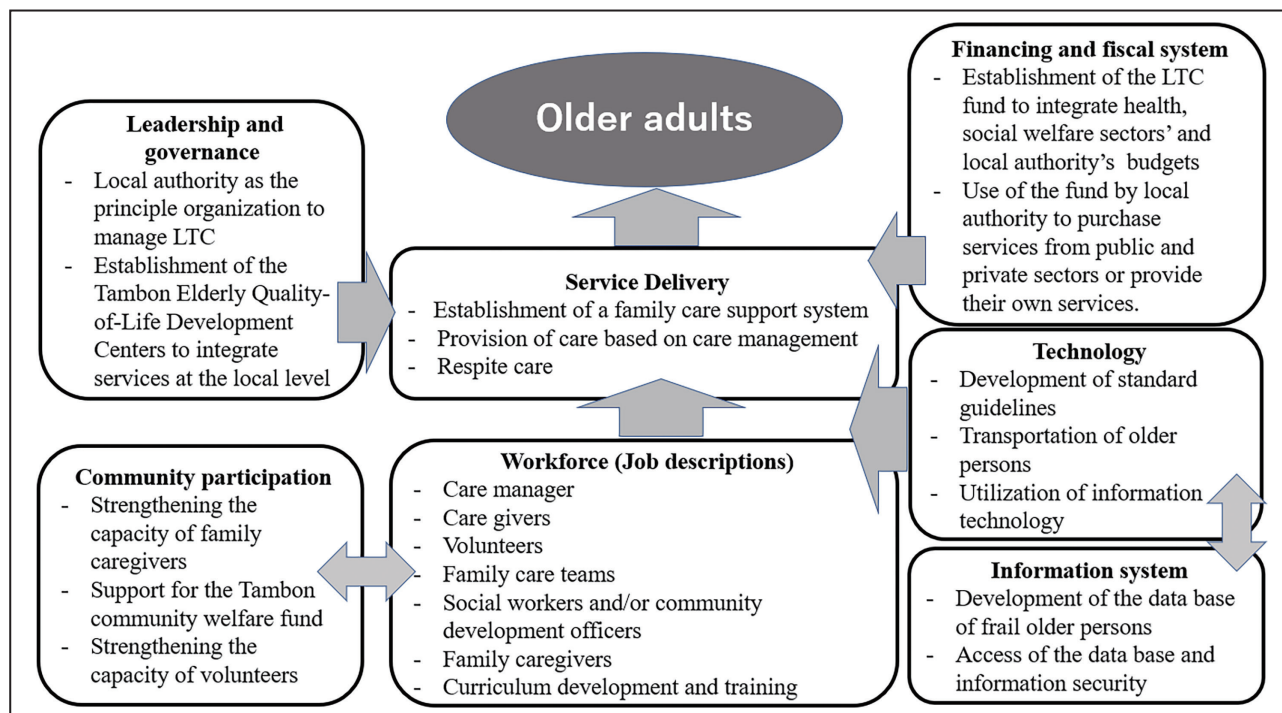 Older adults
Leadership and
governance
- Local authority as the
principle organization to
manage LTC
- Establishment of the
Tambon Elderly Quality-
of-Life Development
Centers to integrate
services at the local level
Financing and fiscal system
- Establishment of the LTC
fund to integrate health,
social welfare sectors’ and
local authority’s budgets
- Use of the fund by local
authority to purchase
services from public and
private sectors or provide
their own services.
Service Delivery
- Establishment of a family care support system
- Provision of care based on care management
- Respite care
Technology
- Development of standard
guidelines
- Transportation of older
persons
- Utilization of information
technology
Community participation
- Strengthening the
capacity of family
caregivers
- Support for the Tambon
community welfare fund
- Strengthening the
capacity of volunteers
Workforce (Job descriptions)
- Care manager
- Care givers
- Volunteers
- Family care teams
- Social workers and/or community
development officers
- Family caregivers
- Curriculum development and training
Information system
- Development of the data base
of frail older persons
- Access of the data base and
information security